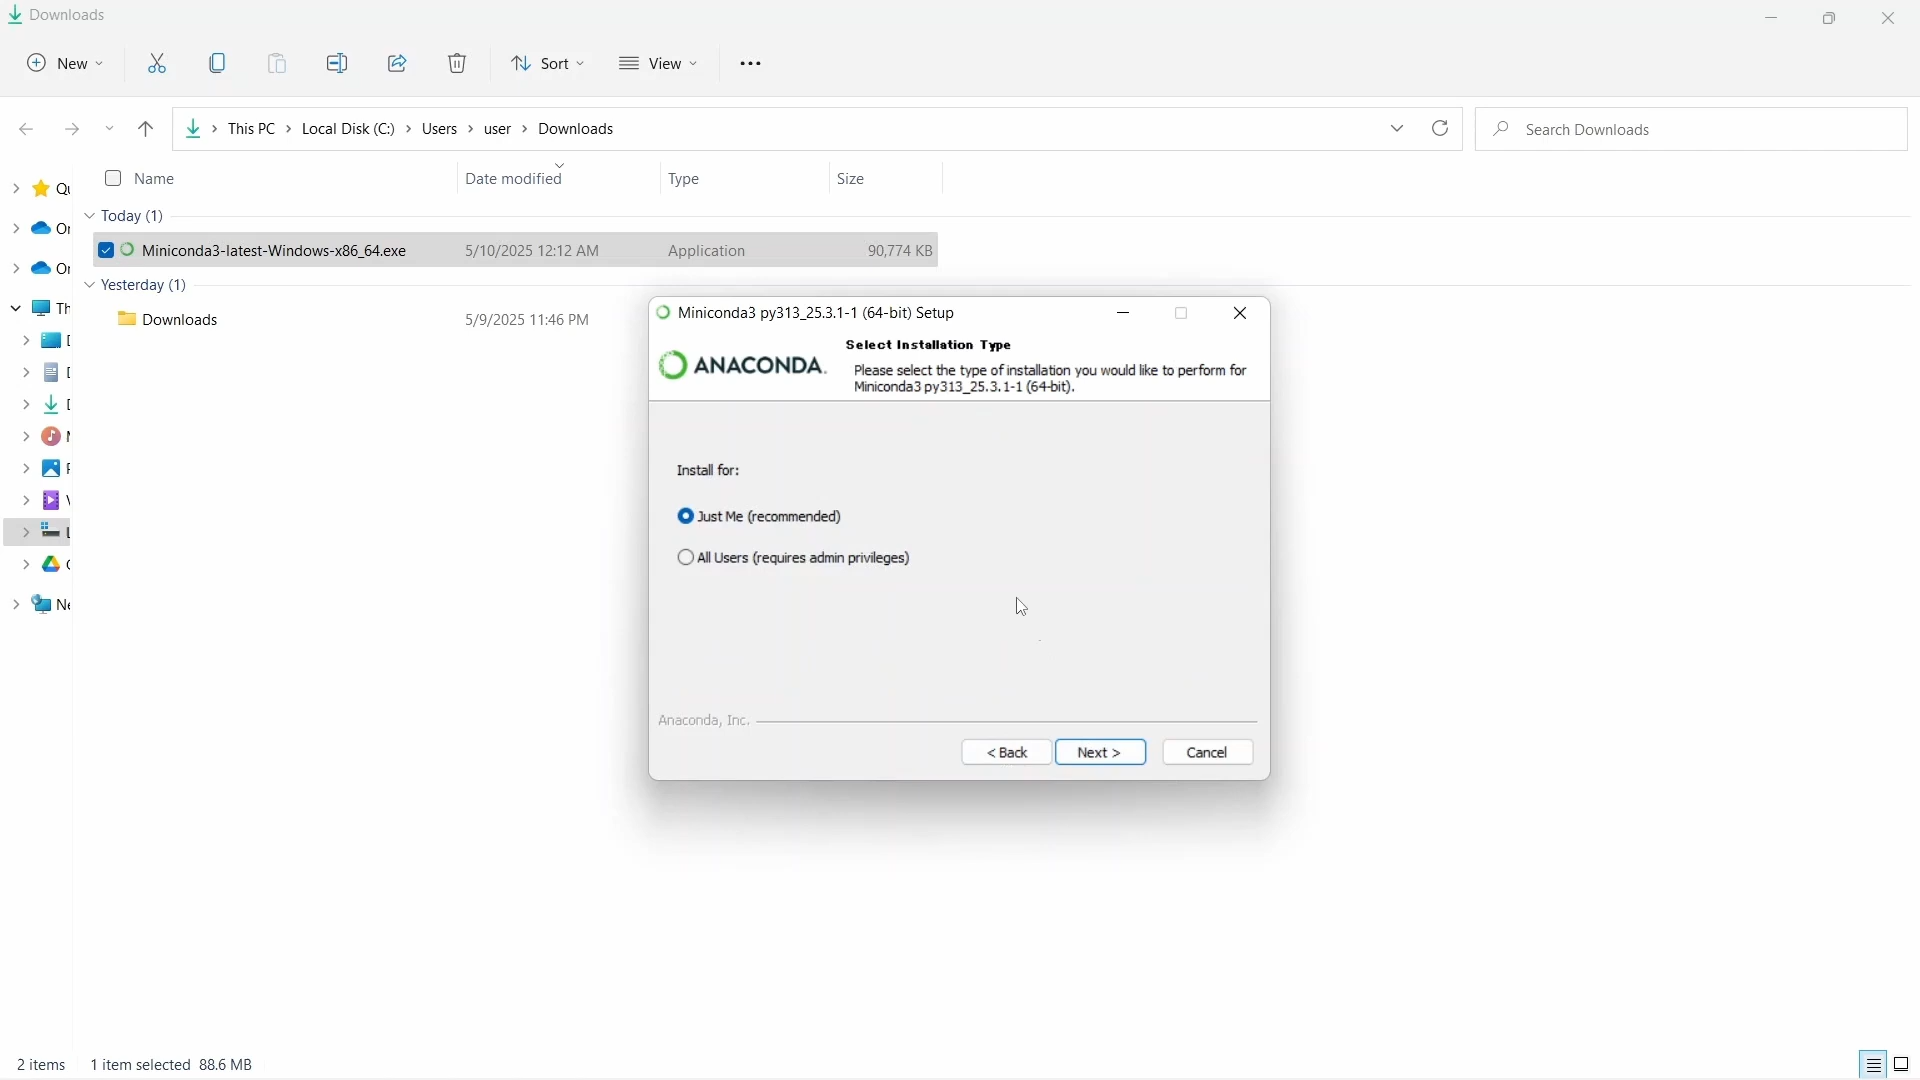 Downloads
New
Sort
View
This PC > Local Disk (C:) > Users > user > Downloads
Search Downloads
Name
Date modified
Type
Size
Today (1)
Miniconda3-latest-Windows-x86_64.exe
5/10/2025 12:12 AM
Application
90,774 KB
Yesterday (1)
Downloads
5/9/2025 11:46 PM
Miniconda3 py313_25.3.1-1 (64-bit) Setup
ANACONDA.
Select Installation Type
Please select the type of installation you would like to perform for
Miniconda3 py313_25.3.1-1 (64-bit).
Install for:
Just Me (recommended)
All Users (requires admin privileges)
Anaconda, Inc.
< Back
Next >
Cancel
2 items
1 item selected 88.6 MB